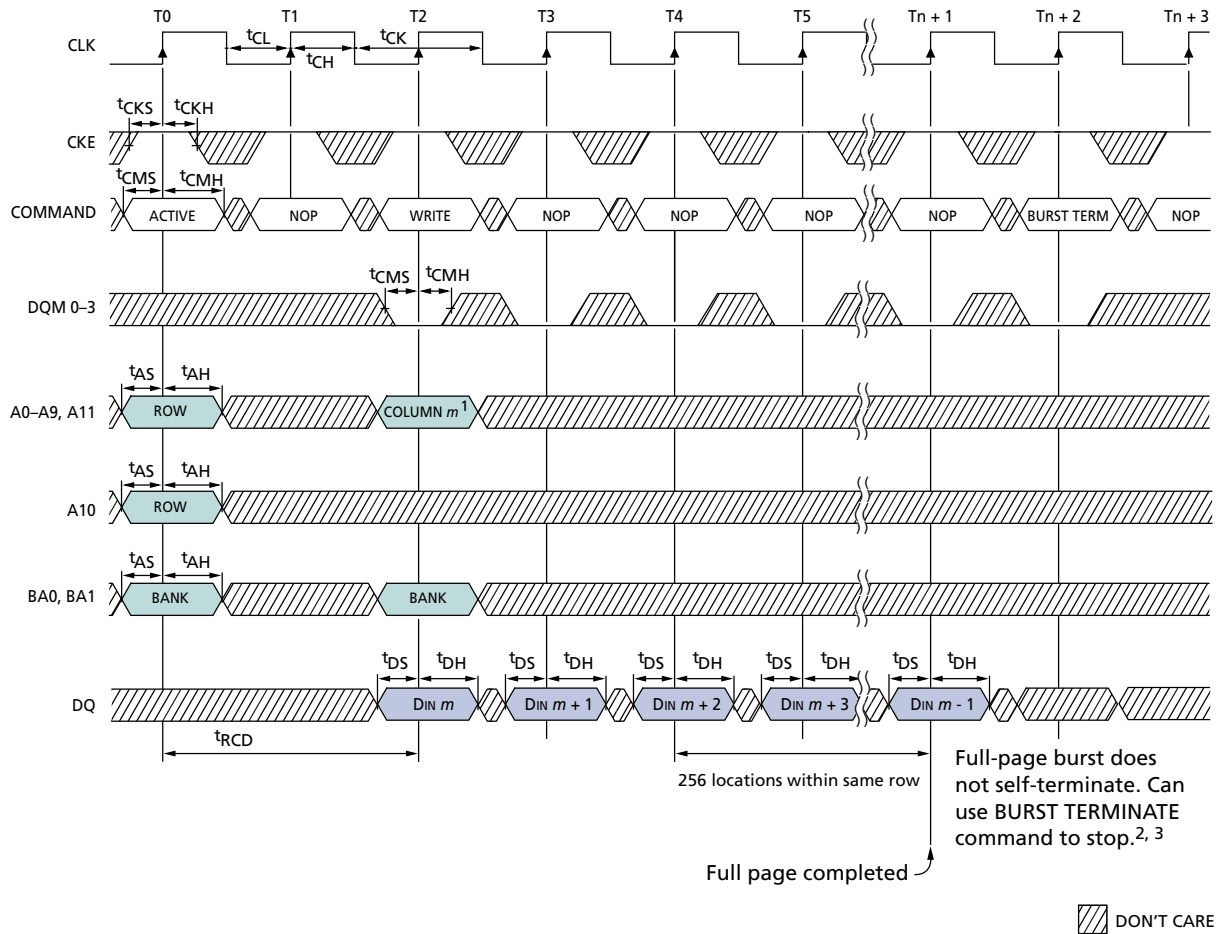 T0 T1 T2 T3 T4 T5 Tn + 1 Tn + 2 Tn + 3
CLK
tCL tCK
tCH
tCKS tCKH
CKE
tCMS tCMH
COMMAND ACTIVE NOP WRITE NOP NOP NOP NOP BURST TERM NOP
tCMS tCMH
DQM 0–3
tAS tAH
A0–A9, A11 ROW COLUMN m1
tAS tAH
A10 ROW
tAS tAH
BA0, BA1 BANK BANK
tDS tDH tDS tDH tDS tDH tDS tDH tDS tDH
DQ DIN m DIN m + 1 DIN m + 2 DIN m + 3 DIN m - 1
tRCD
256 locations within same row
Full-page burst does
not self-terminate. Can
use BURST TERMINATE
command to stop.2, 3
Full page completed
DON'T CARE